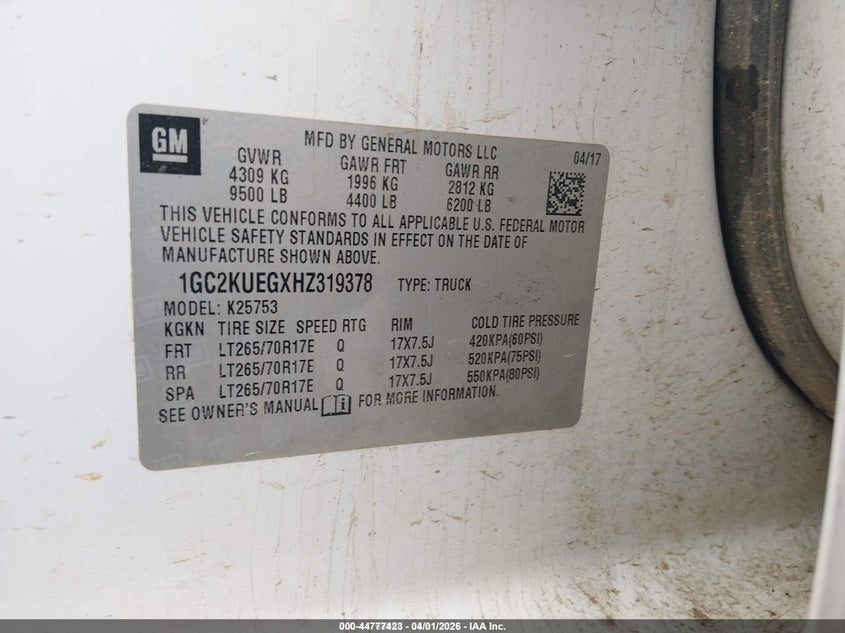 GM
MFD BY GENERAL MOTORS LLC
04/17
GVWR GAWR FRT GAWR RR
4309 KG 1996 KG 2812 KG
9500 LB 4400 LB 6200 LB
THIS VEHICLE CONFORMS TO ALL APPLICABLE U.S. FEDERAL MOTOR
VEHICLE SAFETY STANDARDS IN EFFECT ON THE DATE OF
MANUFACTURE SHOWN ABOVE.
1GC2KUEGXHZ319378 TYPE: TRUCK
MODEL: K25753
KGKN TIRE SIZE SPEED RTG RIM COLD TIRE PRESSURE
FRT LT265/70R17E Q 17X7.5J 420KPA(60PSI)
RR LT265/70R17E Q 17X7.5J 520KPA(75PSI)
SPA LT265/70R17E Q 17X7.5J 550KPA(80PSI)
SEE OWNER'S MANUAL FOR MORE INFORMATION.
000-44777423 - 04/01/2026 - IAA Inc.